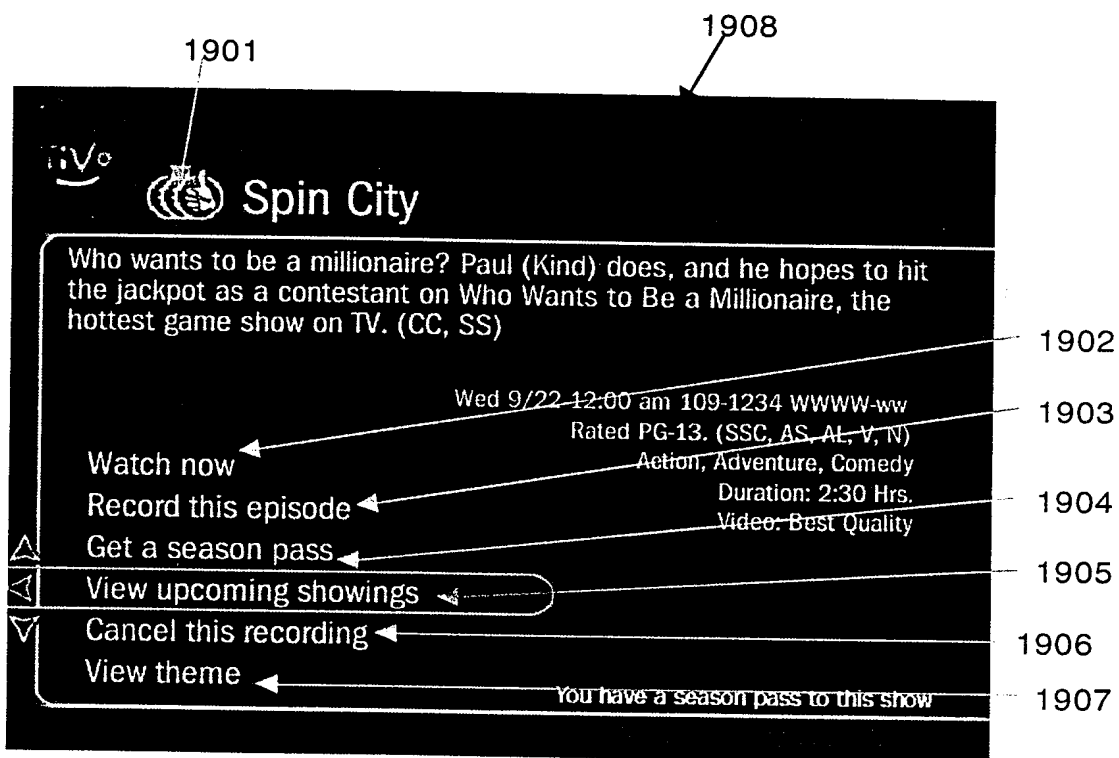 1908
1901
TiVo
Spin City
Who wants to be a millionaire? Paul (Kind) does, and he hopes to hit
the jackpot as a contestant on Who Wants to Be a Millionaire, the
hottest game show on TV. (CC, SS)
1902
Wed 9/22 12:00 am 109-1234 WWWW-ww
1903
Rated PG-13. (SSC, AS, AL, V, N)
Watch now
Action, Adventure, Comedy
Duration: 2:30 Hrs.
1904
Record this episode
Video: Best Quality
Get a season pass
1905
View upcoming showings
Cancel this recording
1906
View theme
You have a season pass to this show
1907